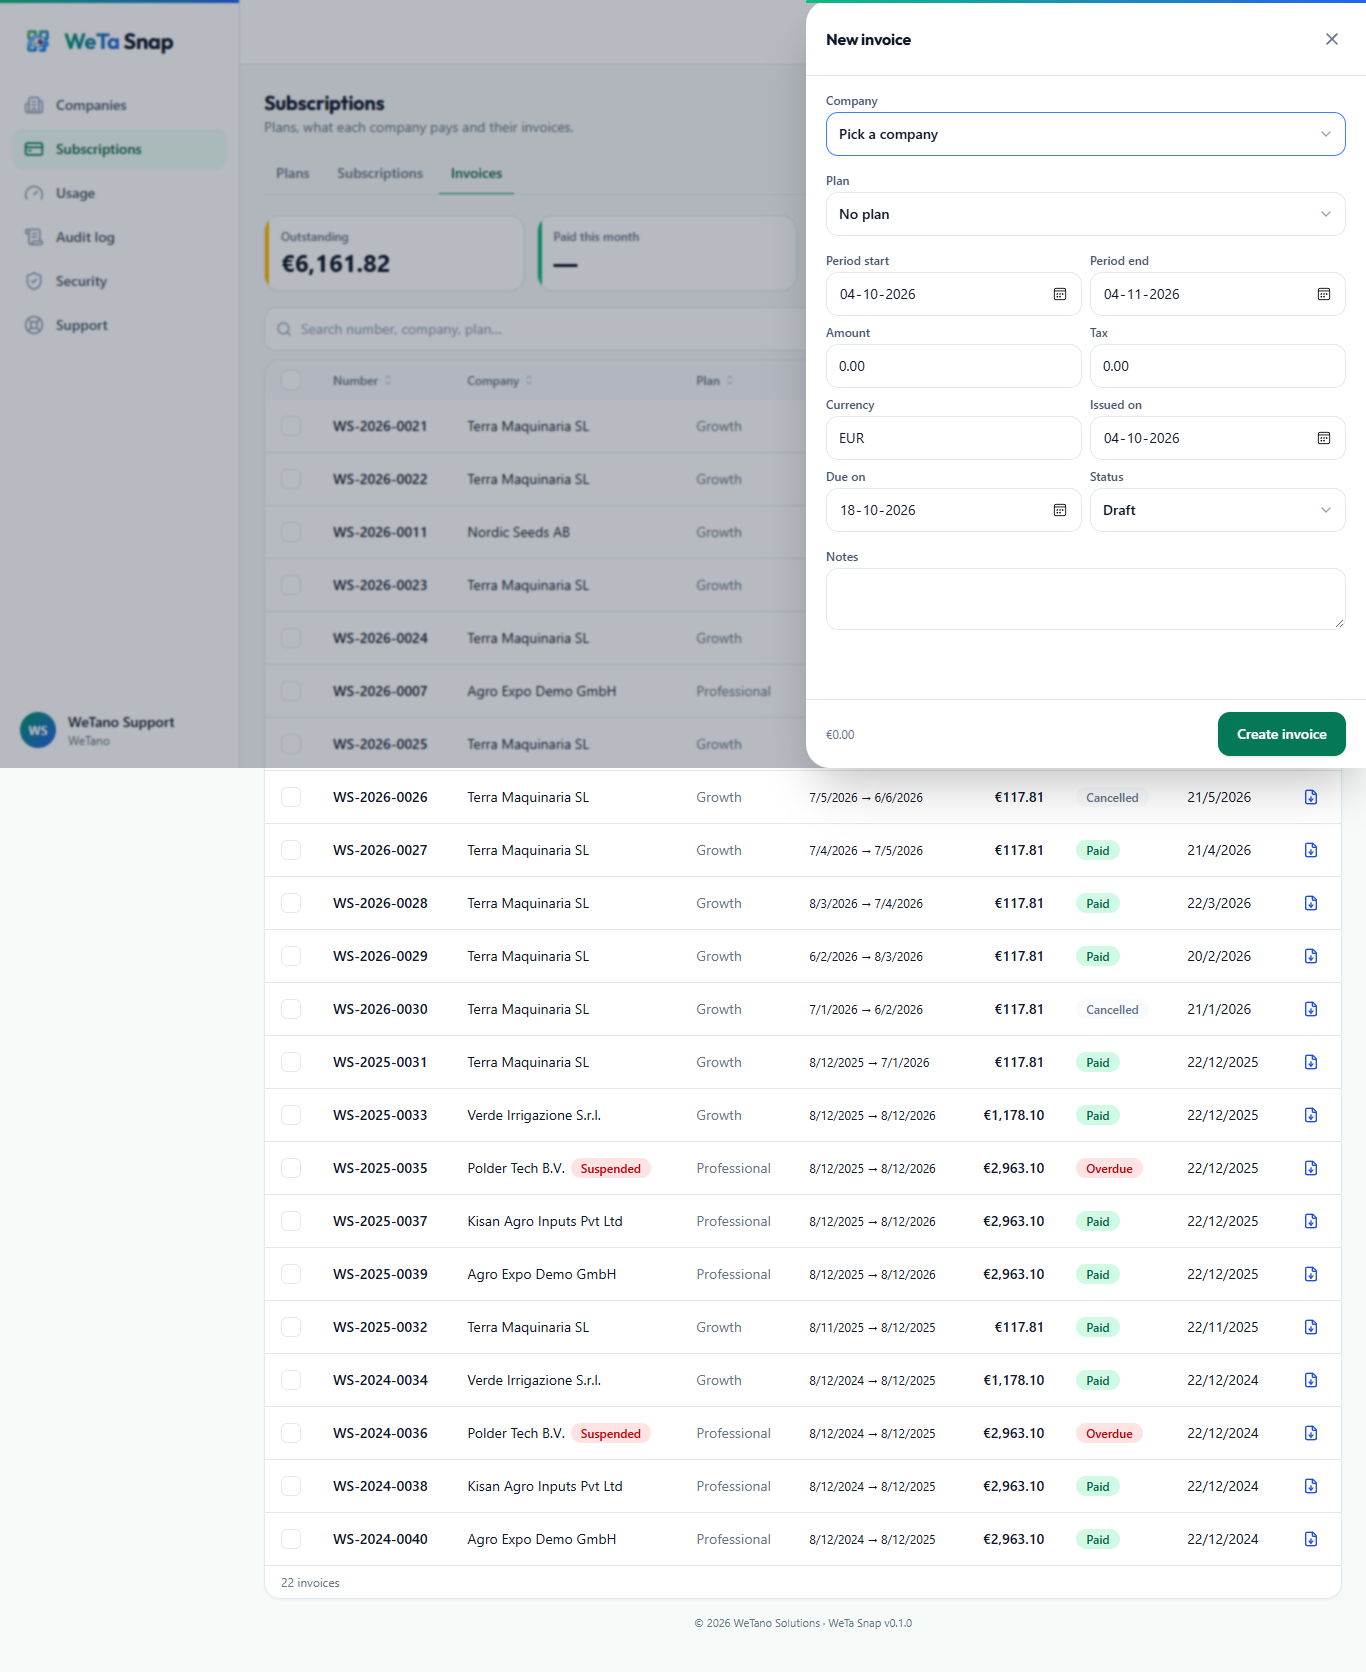 WeTa Snap
Companies
Subscriptions
Usage
Audit log
Security
Support
WS
WeTano Support
WeTano
Subscriptions
Plans, what each company pays and their invoices.
Plans Subscriptions Invoices
Outstanding
€6,161.82
Paid this month
—
Search number, company, plan...
Number Company Plan
WS-2026-0021 Terra Maquinaria SL Growth
WS-2026-0022 Terra Maquinaria SL Growth
WS-2026-0011 Nordic Seeds AB Growth
WS-2026-0023 Terra Maquinaria SL Growth
WS-2026-0024 Terra Maquinaria SL Growth
WS-2026-0007 Agro Expo Demo GmbH Professional
WS-2026-0025 Terra Maquinaria SL Growth
WS-2026-0026 Terra Maquinaria SL Growth 7/5/2026 → 6/6/2026 €117.81 Cancelled 21/5/2026
WS-2026-0027 Terra Maquinaria SL Growth 7/4/2026 → 7/5/2026 €117.81 Paid 21/4/2026
WS-2026-0028 Terra Maquinaria SL Growth 8/3/2026 → 7/4/2026 €117.81 Paid 22/3/2026
WS-2026-0029 Terra Maquinaria SL Growth 6/2/2026 → 8/3/2026 €117.81 Paid 20/2/2026
WS-2026-0030 Terra Maquinaria SL Growth 7/1/2026 → 6/2/2026 €117.81 Cancelled 21/1/2026
WS-2025-0031 Terra Maquinaria SL Growth 8/12/2025 → 7/1/2026 €117.81 Paid 22/12/2025
WS-2025-0033 Verde Irrigazione S.r.l. Growth 8/12/2025 → 8/12/2026 €1,178.10 Paid 22/12/2025
WS-2025-0035 Polder Tech B.V. Suspended Professional 8/12/2025 → 8/12/2026 €2,963.10 Overdue 22/12/2025
WS-2025-0037 Kisan Agro Inputs Pvt Ltd Professional 8/12/2025 → 8/12/2026 €2,963.10 Paid 22/12/2025
WS-2025-0039 Agro Expo Demo GmbH Professional 8/12/2025 → 8/12/2026 €2,963.10 Paid 22/12/2025
WS-2025-0032 Terra Maquinaria SL Growth 8/11/2025 → 8/12/2025 €117.81 Paid 22/11/2025
WS-2024-0034 Verde Irrigazione S.r.l. Growth 8/12/2024 → 8/12/2025 €1,178.10 Paid 22/12/2024
WS-2024-0036 Polder Tech B.V. Suspended Professional 8/12/2024 → 8/12/2025 €2,963.10 Overdue 22/12/2024
WS-2024-0038 Kisan Agro Inputs Pvt Ltd Professional 8/12/2024 → 8/12/2025 €2,963.10 Paid 22/12/2024
WS-2024-0040 Agro Expo Demo GmbH Professional 8/12/2024 → 8/12/2025 €2,963.10 Paid 22/12/2024
22 invoices
© 2026 WeTano Solutions · WeTa Snap v0.1.0
New invoice
Company
Pick a company
Plan
No plan
Period start Period end
04-10-2026 04-11-2026
Amount Tax
0.00 0.00
Currency Issued on
EUR 04-10-2026
Due on Status
18-10-2026 Draft
Notes
€0.00 Create invoice